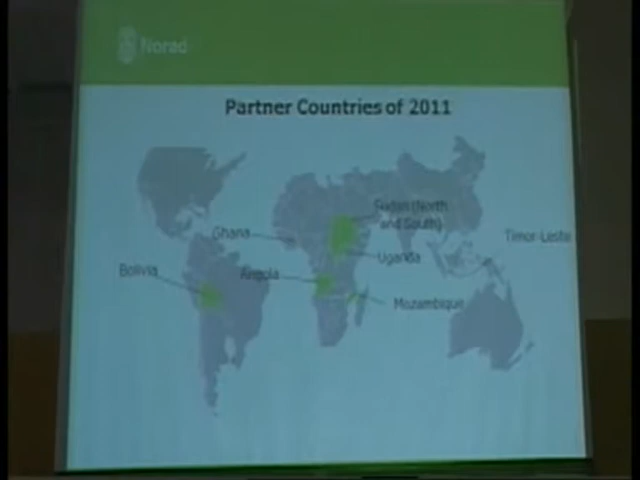 Norad
Partner Countries of 2011
Sudan (North
and South)
Ghana
Timor-Leste
Uganda
Bolivia
Angola
Mozambique